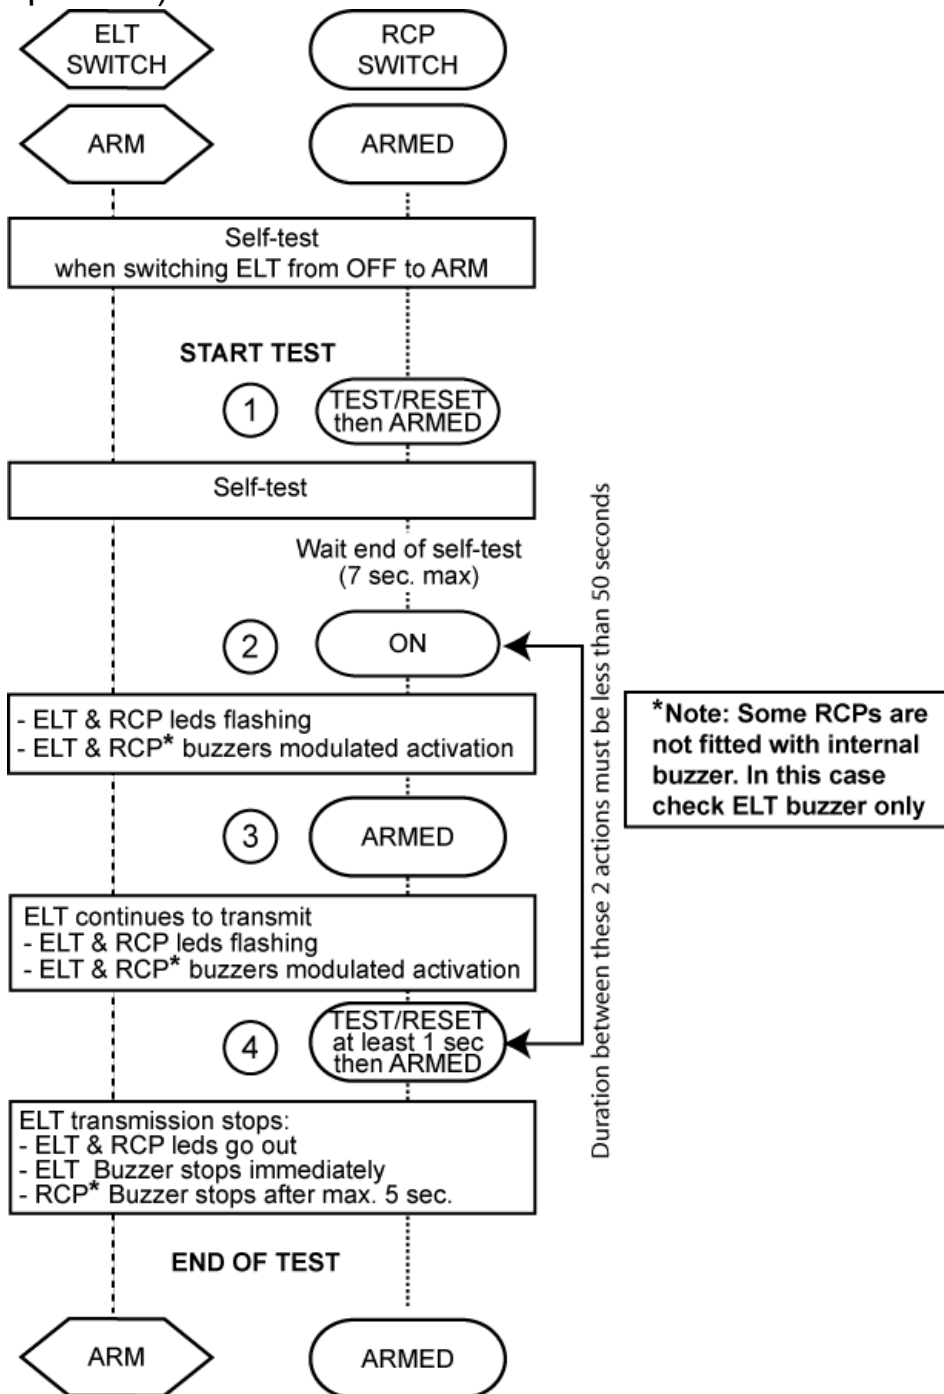 ELT
SWITCH
RCP
SWITCH
ARM
ARMED
Self-test
when switching ELT from OFF to ARM
START TEST
1
TEST/RESET
then ARMED
Self-test
Wait end of self-test
(7 sec. max)
2
ON
- ELT & RCP leds flashing
- ELT & RCP* buzzers modulated activation
3
ARMED
ELT continues to transmit
- ELT & RCP leds flashing
- ELT & RCP* buzzers modulated activation
4
TEST/RESET
at least 1 sec
then ARMED
Duration between these 2 actions must be less than 50 seconds
*Note: Some RCPs are
not fitted with internal
buzzer. In this case
check ELT buzzer only
ELT transmission stops:
- ELT & RCP leds go out
- ELT Buzzer stops immediately
- RCP* Buzzer stops after max. 5 sec.
END OF TEST
ARM
ARMED